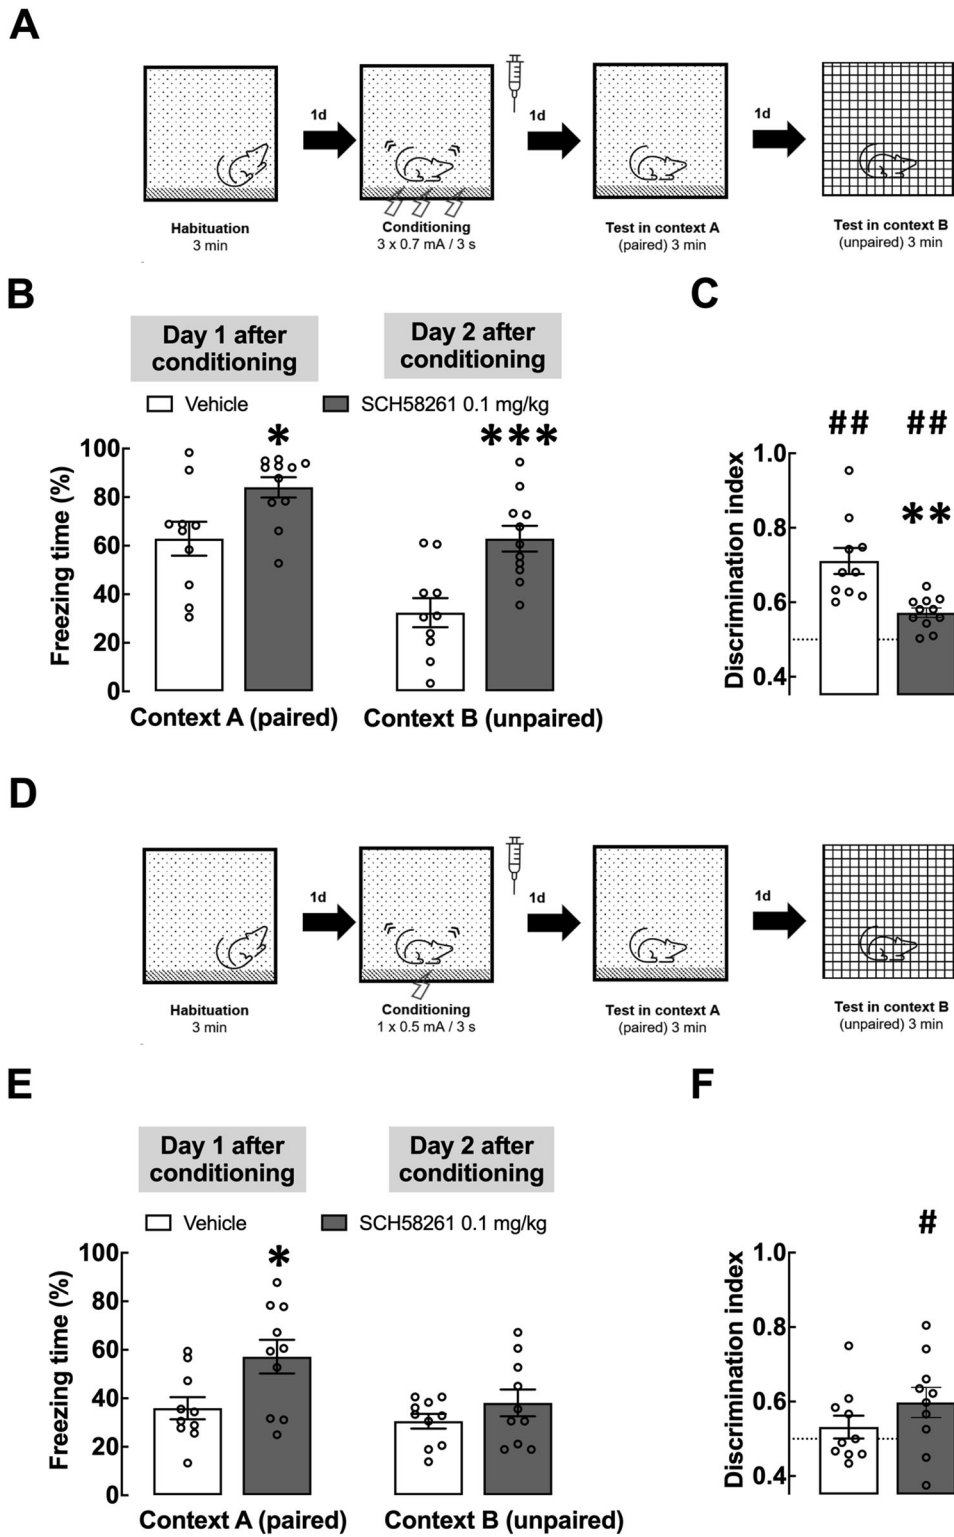 A
1d
1d
1d
Habituation
3 min
Conditioning
3 x 0.7 mA / 3 s
Test in context A
(paired) 3 min
Test in context B
(unpaired) 3 min
B
Day 1 after
conditioning
Day 2 after
conditioning
Vehicle
SCH58261 0.1 mg/kg
Freezing time (%)
100
80
60
40
20
0
*
***
Context A (paired)
Context B (unpaired)
C
##
##
**
Discrimination index
1.0
0.8
0.6
0.4
D
1d
1d
1d
Habituation
3 min
Conditioning
1 x 0.5 mA / 3 s
Test in context A
(paired) 3 min
Test in context B
(unpaired) 3 min
E
Day 1 after
conditioning
Day 2 after
conditioning
Vehicle
SCH58261 0.1 mg/kg
Freezing time (%)
100
80
60
40
20
0
*
Context A (paired)
Context B (unpaired)
F
#
Discrimination index
1.0
0.8
0.6
0.4